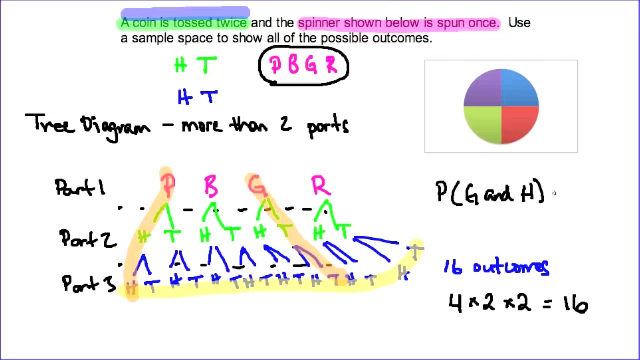 A coin is tossed twice and the spinner shown below is spun once. Use
a sample space to show all of the possible outcomes.
H T
P B G R
H T
Tree Diagram - more than 2 parts
Part 1 P B G R
P(G and H)
Part 2 H T H T H T H T
Part 3 H T H T H T H T H T H T H T H T
16 outcomes
4 × 2 × 2 = 16